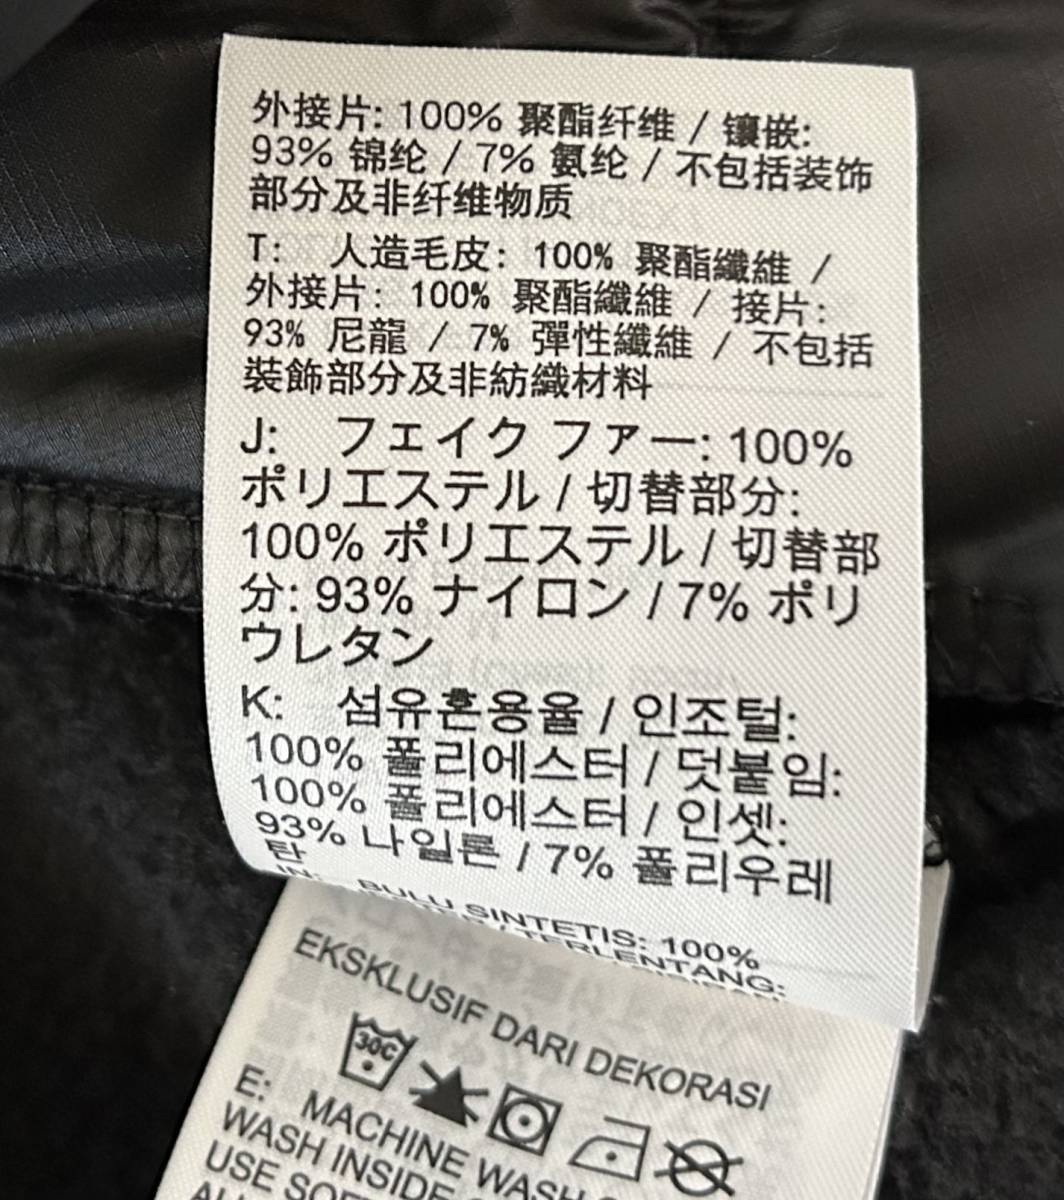 外接片: 100% 聚酯纤维 / 镶嵌:
93% 锦纶 / 7% 氨纶 / 不包括装饰
部分及非纤维物质
T: 人造毛皮: 100% 聚酯纖維 /
外接片: 100% 聚酯纖維 / 接片:
93% 尼龍 / 7% 彈性纖維 / 不包括
裝飾部分及非紡織材料
J: フェイク ファー: 100%
ポリエステル / 切替部分:
100% ポリエステル / 切替部
分: 93% ナイロン / 7% ポリ
ウレタン
K: 섬유혼용율 / 인조털:
100% 폴리에스터 / 덧붙임:
100% 폴리에스터 / 인셋:
93% 나일론 / 7% 폴리우레
탄
IN: BULU SINTETIS: 100%
TERLENTANG:
EKSKLUSIF DARI DEKORASI
30C
E: MACHINE WASH
WASH INSIDE
USE